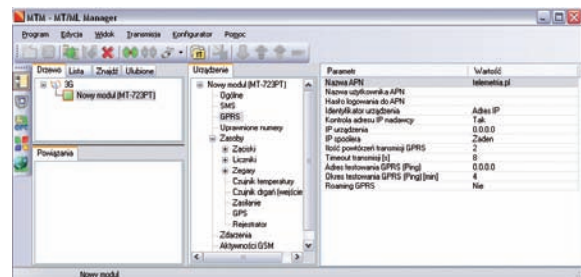 MTM - MT/ML Manager
Program Edycja Widok Transmisja Konfigurator Pomoc
Drzewo Lista Znajdź Ulubione
3G
Nowy moduł (MT-723PT)
Powiązania
Urządzenie
Nowy moduł (MT-723PT)
Ogólne
SMS
GPRS
Uprawnione numery
Zasoby
Zaciski
Liczniki
Zegary
Czujnik temperatury
Czujnik drgań (wejście
Zasilanie
GPS
Rejestrator
Zdarzenia
Aktywności GSM
Parametr Wartość
Nazwa APN telemetria.pl
Nazwa użytkownika APN
Hasło logowania do APN
Identyfikator urządzenia Adres IP
Kontrola adresu IP nadawcy Tak
IP urządzenia 0.0.0.0
IP spoolera Żaden
Ilość powtórzeń transmisji GPRS 2
Timeout transmisji [s] 8
Adres testowania GPRS (Ping) 0.0.0.0
Okres testowania GPRS (Ping) [min] 4
Roaming GPRS Nie
Nowy moduł